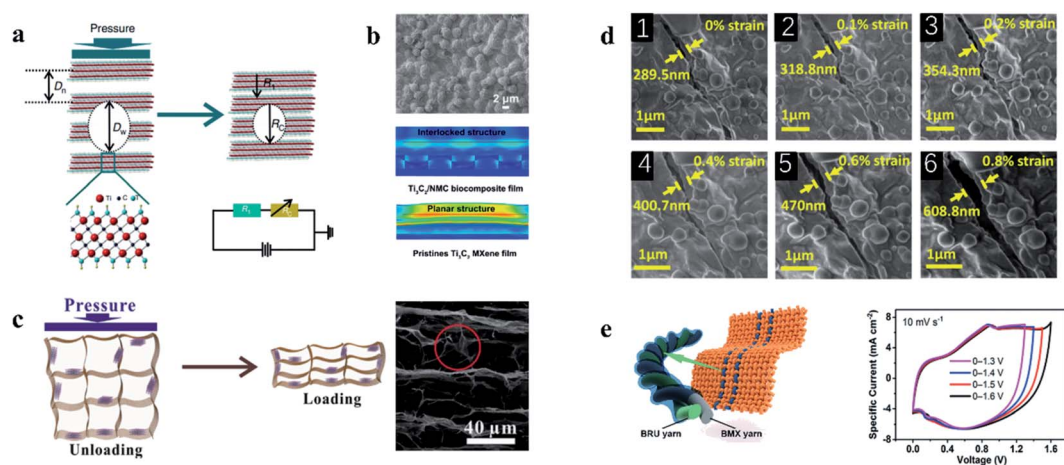 a
Pressure
Dn
Dw
R1
RC
Ti C T
R1
b
2 μm
Interlocked structure
Ti3C2/NMC biocomposite film
Planar structure
Pristines Ti3C2 MXene film
c
Pressure
Unloading
Loading
40 μm
d
1
0% strain
289.5nm
1μm
2
0.1% strain
318.8nm
1μm
3
0.2% strain
354.3nm
1μm
4
0.4% strain
400.7nm
1μm
5
0.6% strain
470nm
1μm
6
0.8% strain
608.8nm
1μm
e
BRU yarn
BMX yarn
Specific Current (mA cm-2)
10 mV s-1
8
4
0
-4
-8
0–1.3 V
0–1.4 V
0–1.5 V
0–1.6 V
0.0 0.4 0.8 1.2 1.6
Voltage (V)